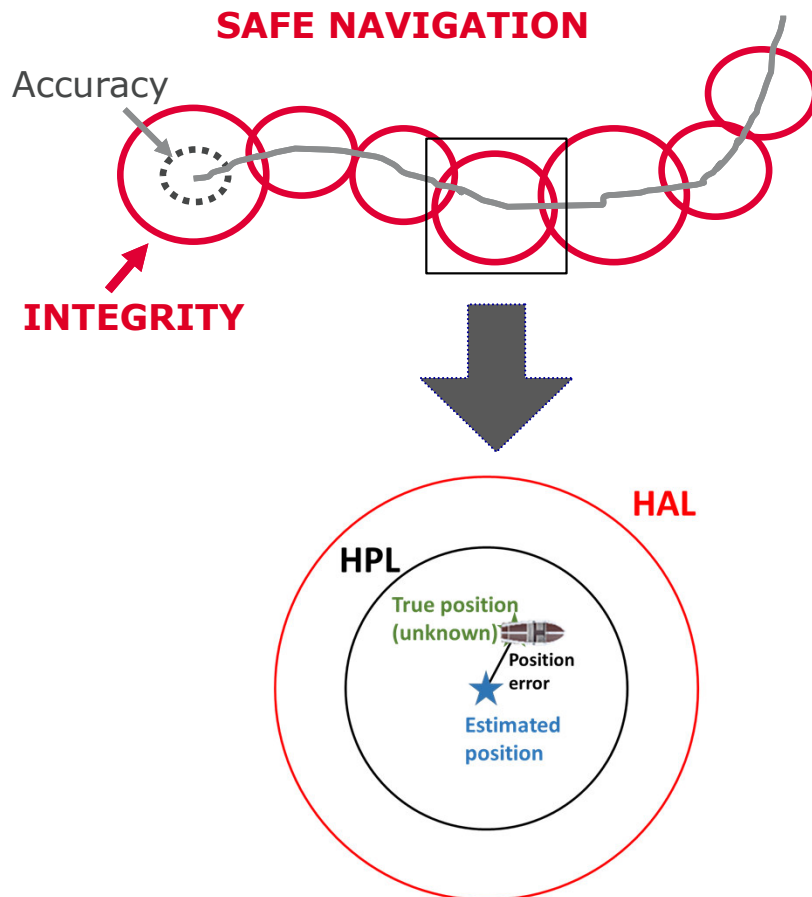 SAFE NAVIGATION
Accuracy
INTEGRITY
HAL
HPL
True position
(unknown)
Position
error
Estimated
position